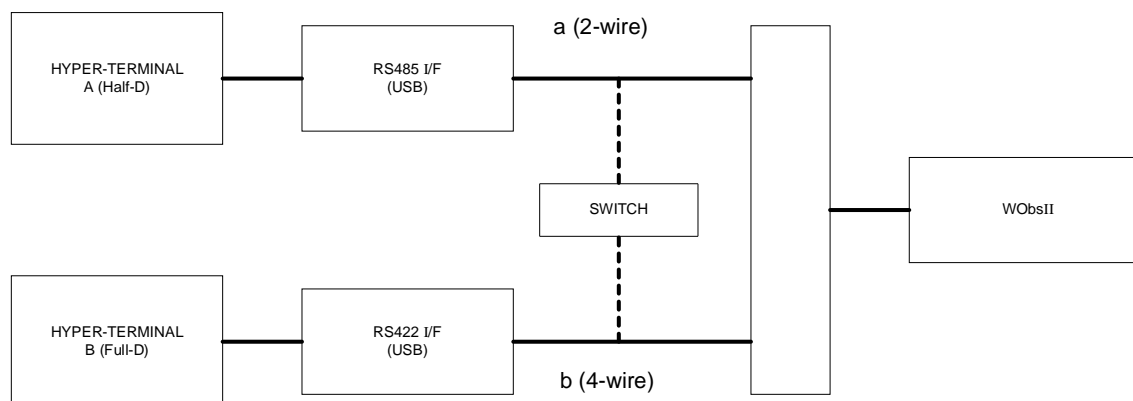 a (2-wire)
HYPER-TERMINAL
A (Half-D)
RS485 I/F
(USB)
SWITCH
WObsII
HYPER-TERMINAL
B (Full-D)
RS422 I/F
(USB)
b (4-wire)